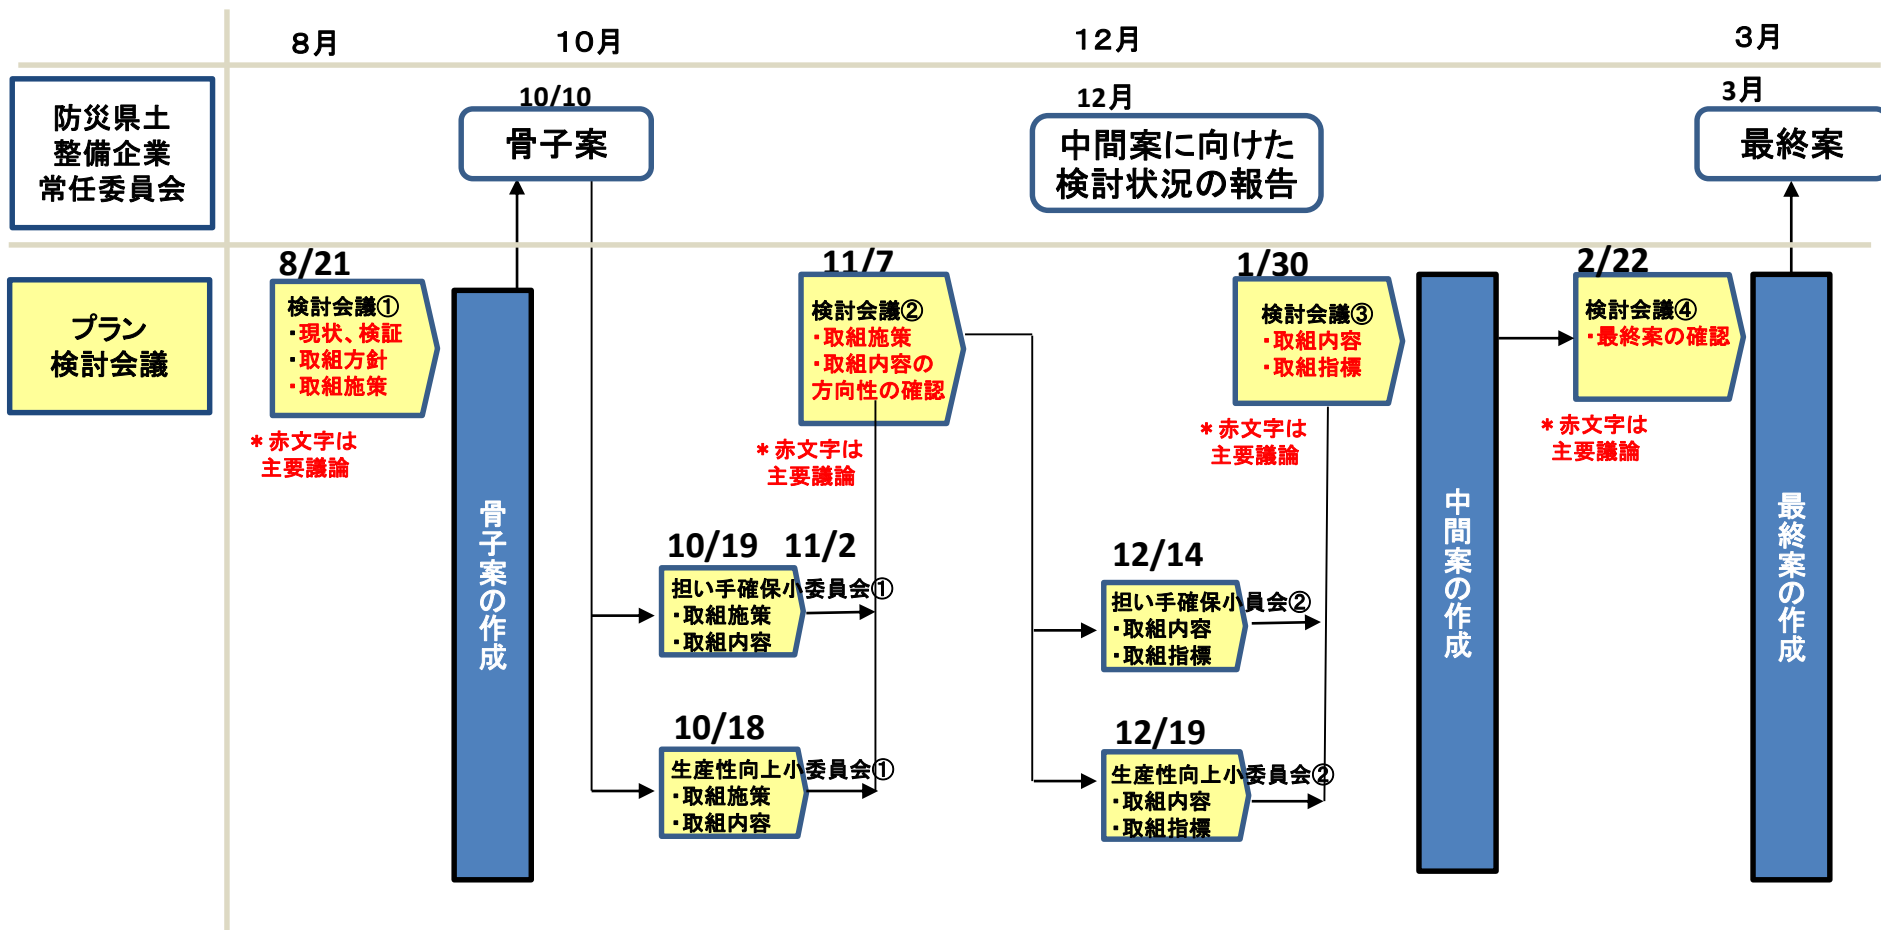 8月
10月
12月
3月
防災県土
整備企業
常任委員会
10/10
骨子案
12月
中間案に向けた
検討状況の報告
3月
最終案
プラン
検討会議
8/21
検討会議①
・現状、検証
・取組方針
・取組施策
＊赤文字は
主要議論
骨子案の作成
11/7
検討会議②
・取組施策
・取組内容の
方向性の確認
＊赤文字は
主要議論
10/19 11/2
担い手確保小委員会①
・取組施策
・取組内容
10/18
生産性向上小委員会①
・取組施策
・取組内容
12/14
担い手確保小員会②
・取組内容
・取組指標
12/19
生産性向上小委員会②
・取組内容
・取組指標
1/30
検討会議③
・取組内容
・取組指標
＊赤文字は
主要議論
中間案の作成
2/22
検討会議④
・最終案の確認
＊赤文字は
主要議論
最終案の作成